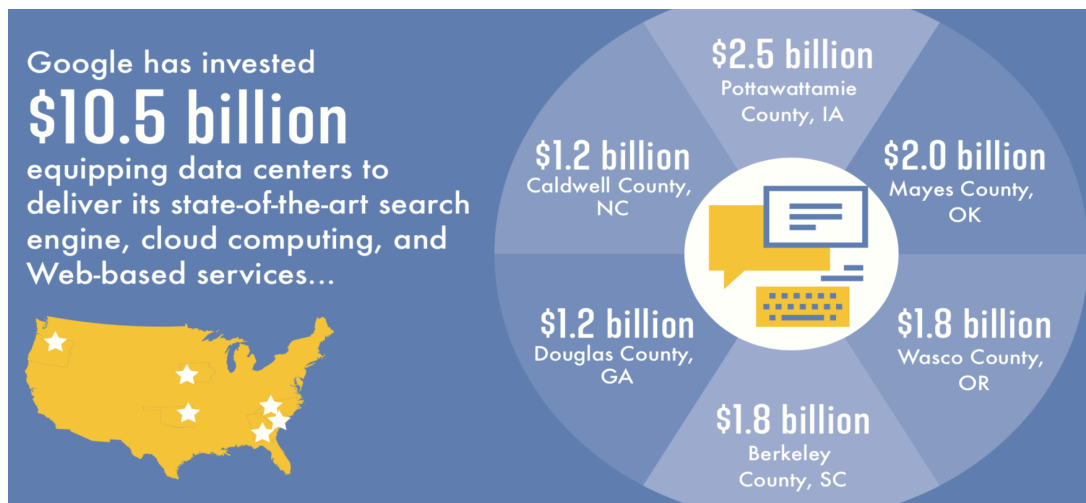 Google has invested
$10.5 billion
equipping data centers to
deliver its state-of-the-art search
engine, cloud computing, and
Web-based services...
$2.5 billion
Pottawattamie
County, IA
$2.0 billion
Mayes County,
OK
$1.8 billion
Wasco County,
OR
$1.8 billion
Berkeley
County, SC
$1.2 billion
Douglas County,
GA
$1.2 billion
Caldwell County,
NC